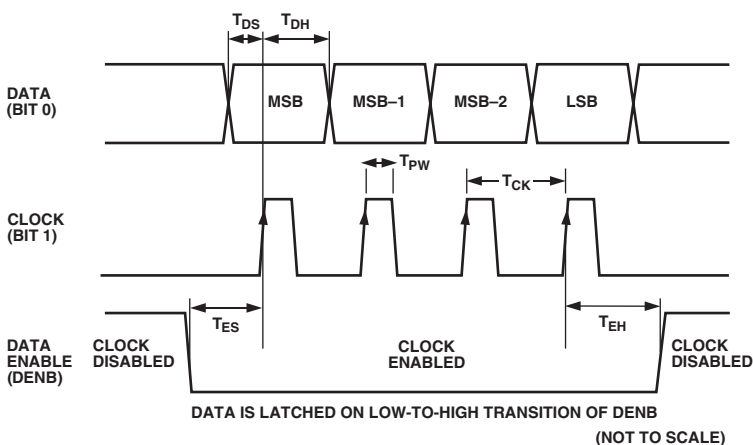 TDS TDH
DATA
(BIT 0)
MSB MSB–1 MSB–2 LSB
TPW
TCK
CLOCK
(BIT 1)
TES
TEH
DATA
ENABLE
(DENB)
CLOCK
DISABLED
CLOCK
ENABLED
CLOCK
DISABLED
DATA IS LATCHED ON LOW-TO-HIGH TRANSITION OF DENB
(NOT TO SCALE)